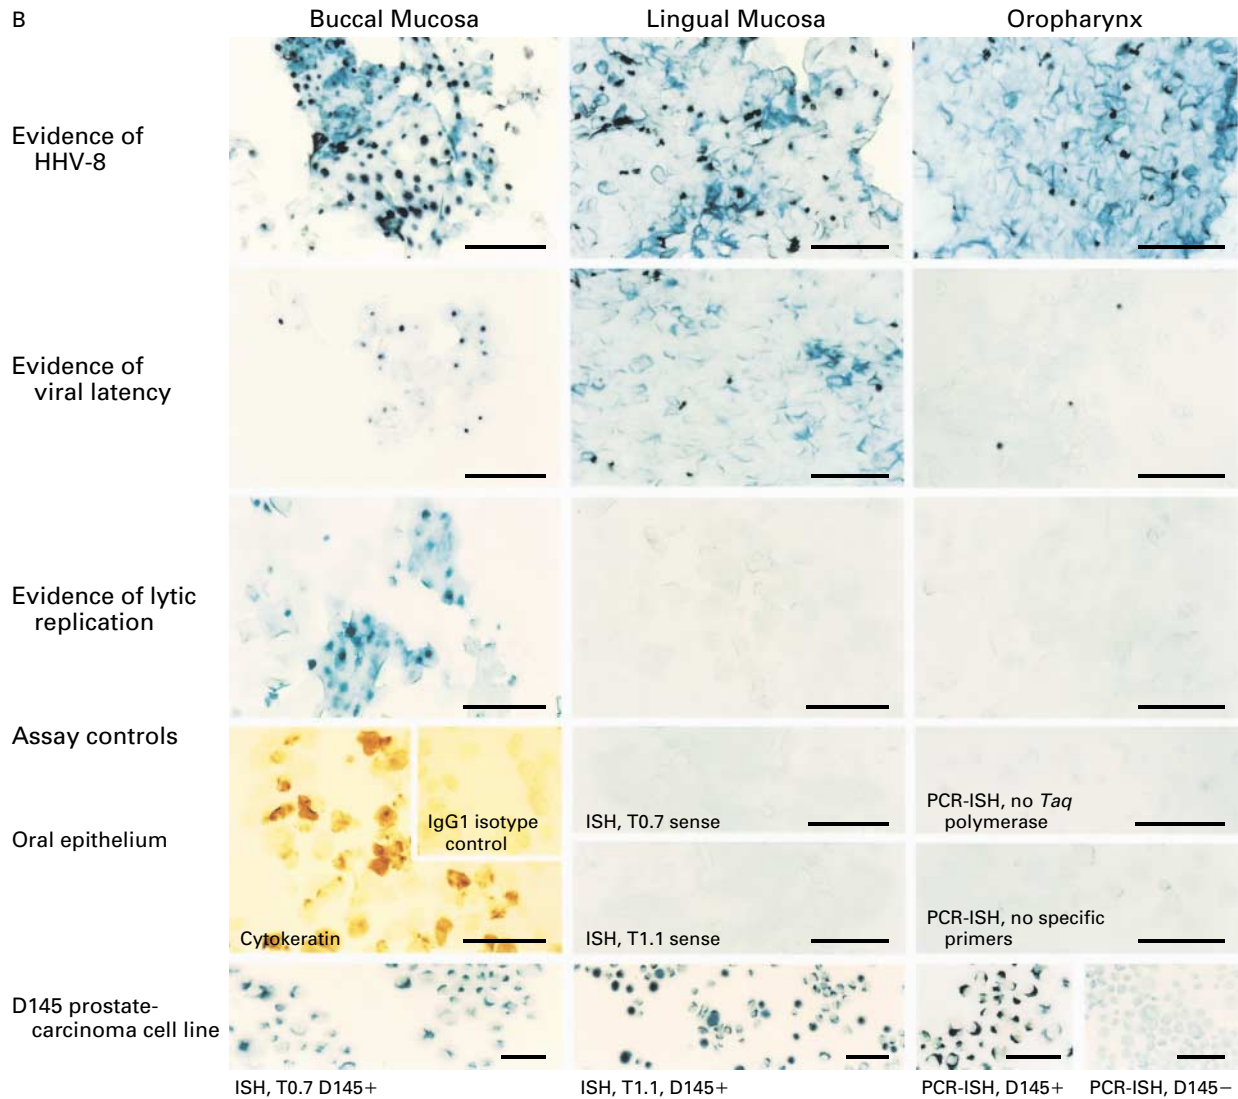 B
Buccal Mucosa
Lingual Mucosa
Oropharynx
Evidence of
HHV-8
Evidence of
viral latency
Evidence of lytic
replication
Assay controls
Oral epithelium
IgG1 isotype
control
Cytokeratin
ISH, T0.7 sense
ISH, T1.1 sense
PCR-ISH, no Taq
polymerase
PCR-ISH, no specific
primers
D145 prostate-
carcinoma cell line
ISH, T0.7 D145+
ISH, T1.1, D145+
PCR-ISH, D145+
PCR-ISH, D145−